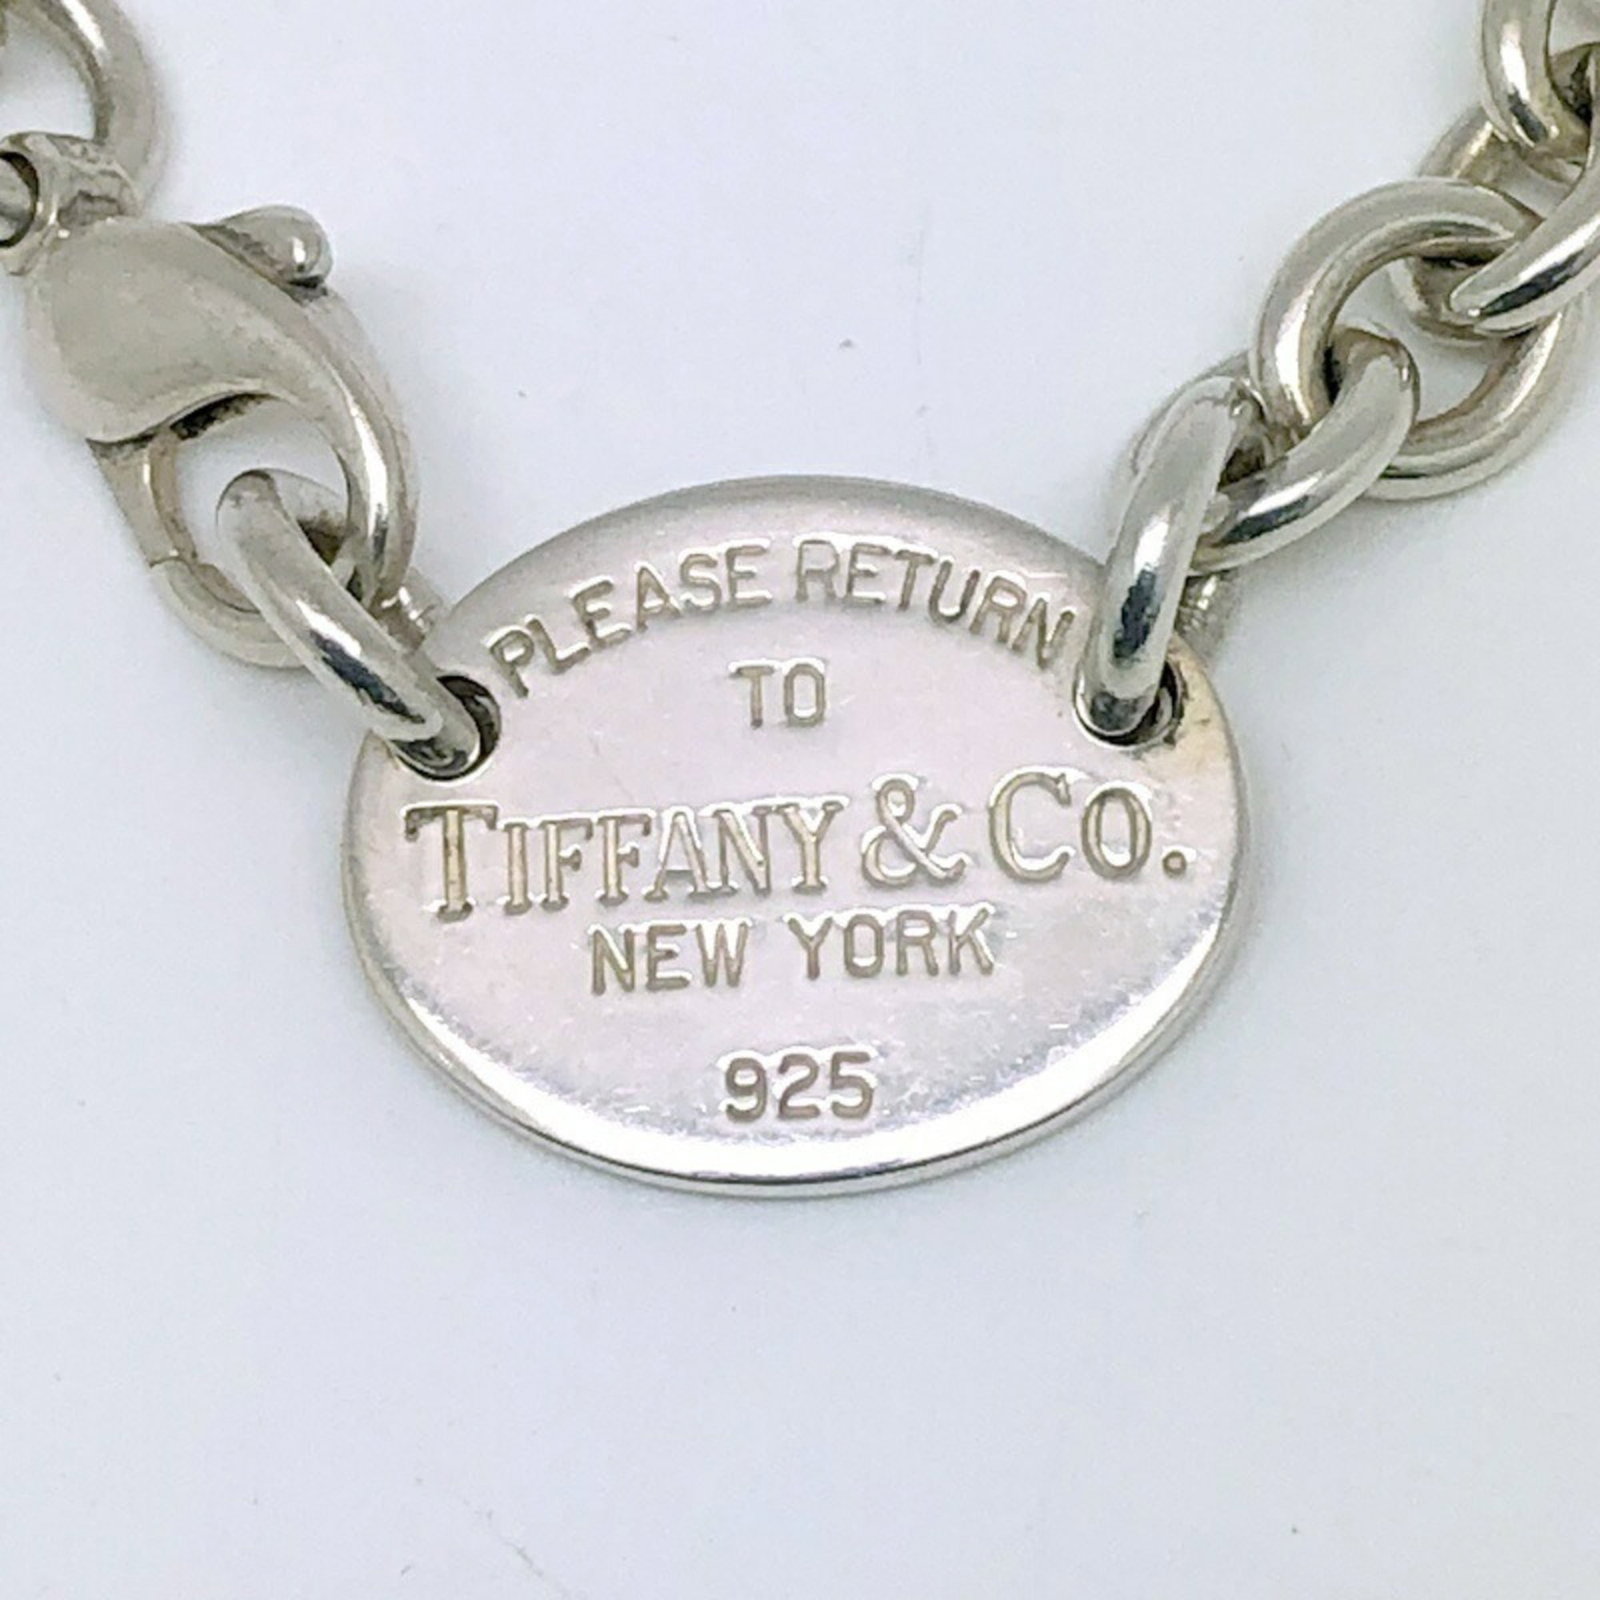 PLEASE RETURN
TO
TIFFANY & CO.
NEW YORK
925